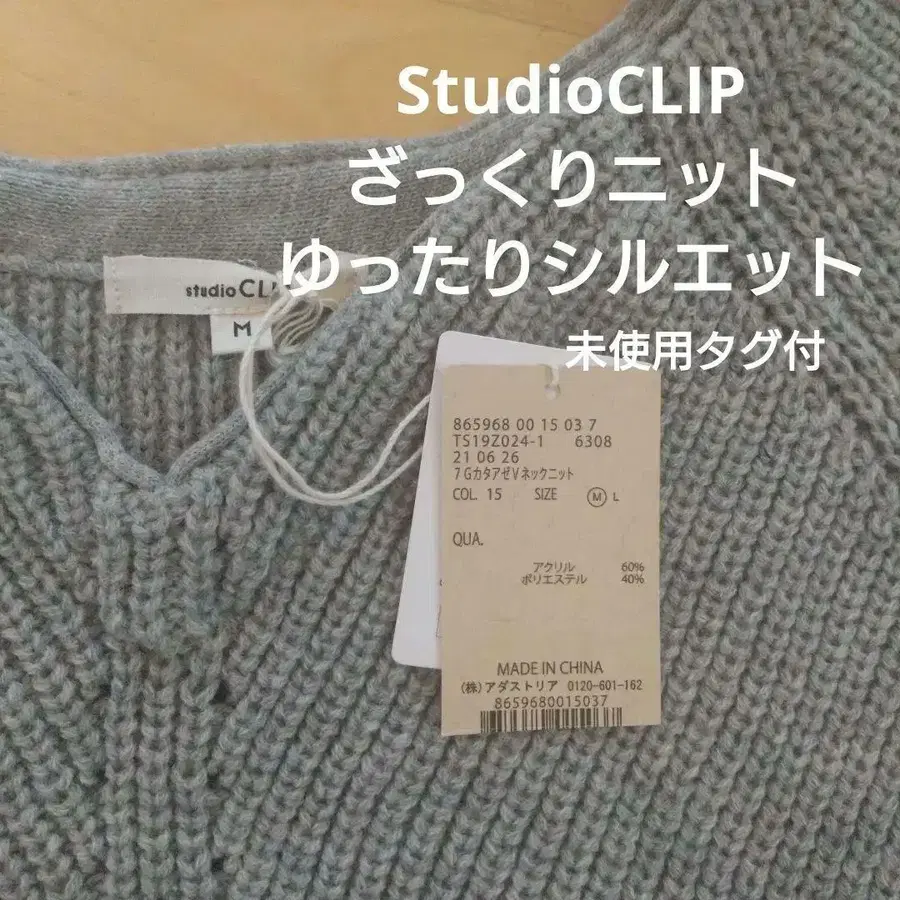 StudioCLIP
ざっくりニット
ゆったりシルエット
未使用タグ付
studio CL
M
865968 00 15 03 7
TS19Z024-1 6308
21 06 26
7GカタアゼVネックニット
COL. 15 SIZE Ⓜ L
QUA.
アクリル 60%
ポリエステル 40%
MADE IN CHINA
(株)アダストリア 0120-601-162
8659680015037